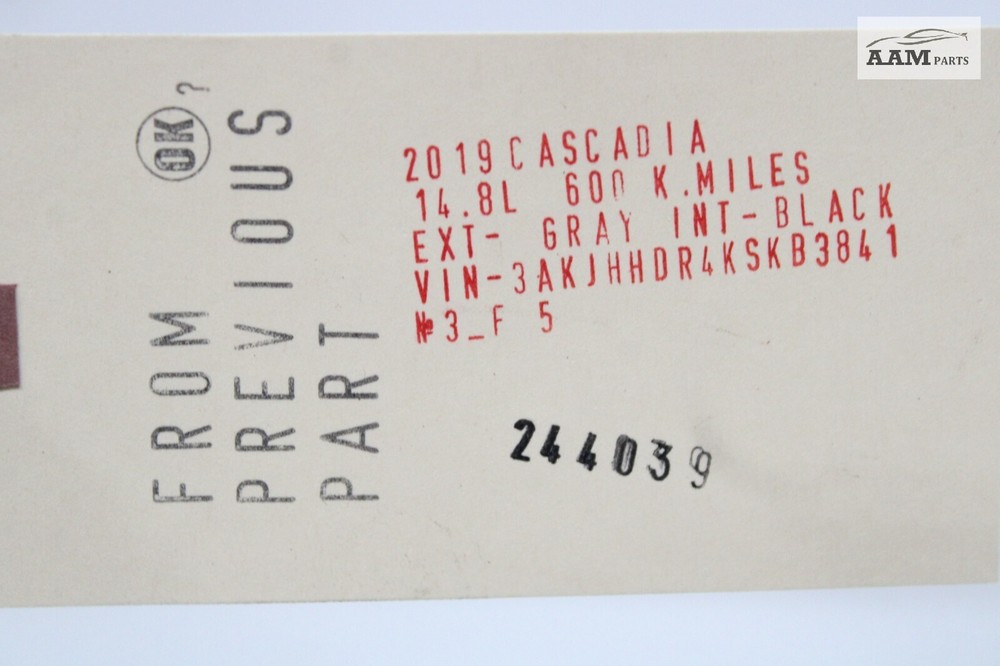 AAM PARTS
OK ?
FROM
PREVIOUS
PART
2019 CASCADIA
14.8L 600 K.MILES
EXT- GRAY INT-BLACK
VIN-3AKJHHDR4KSKB3841
№3_F 5
244039